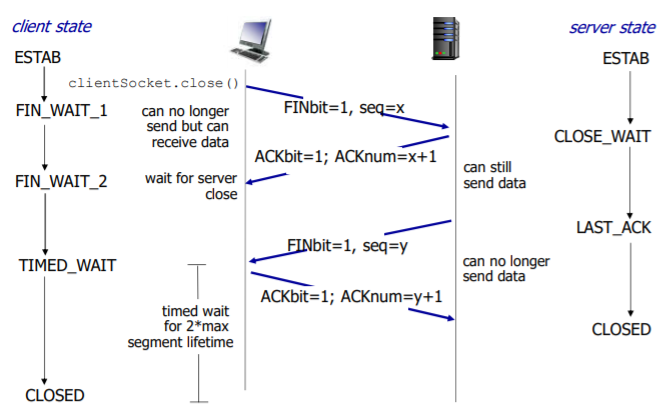 client state
server state
ESTAB
ESTAB
clientSocket.close()
FIN_WAIT_1
can no longer
send but can
receive data
FINbit=1, seq=x
CLOSE_WAIT
ACKbit=1; ACKnum=x+1
FIN_WAIT_2
wait for server
close
can still
send data
LAST_ACK
FINbit=1, seq=y
TIMED_WAIT
can no longer
send data
ACKbit=1; ACKnum=y+1
timed wait
for 2*max
segment lifetime
CLOSED
CLOSED